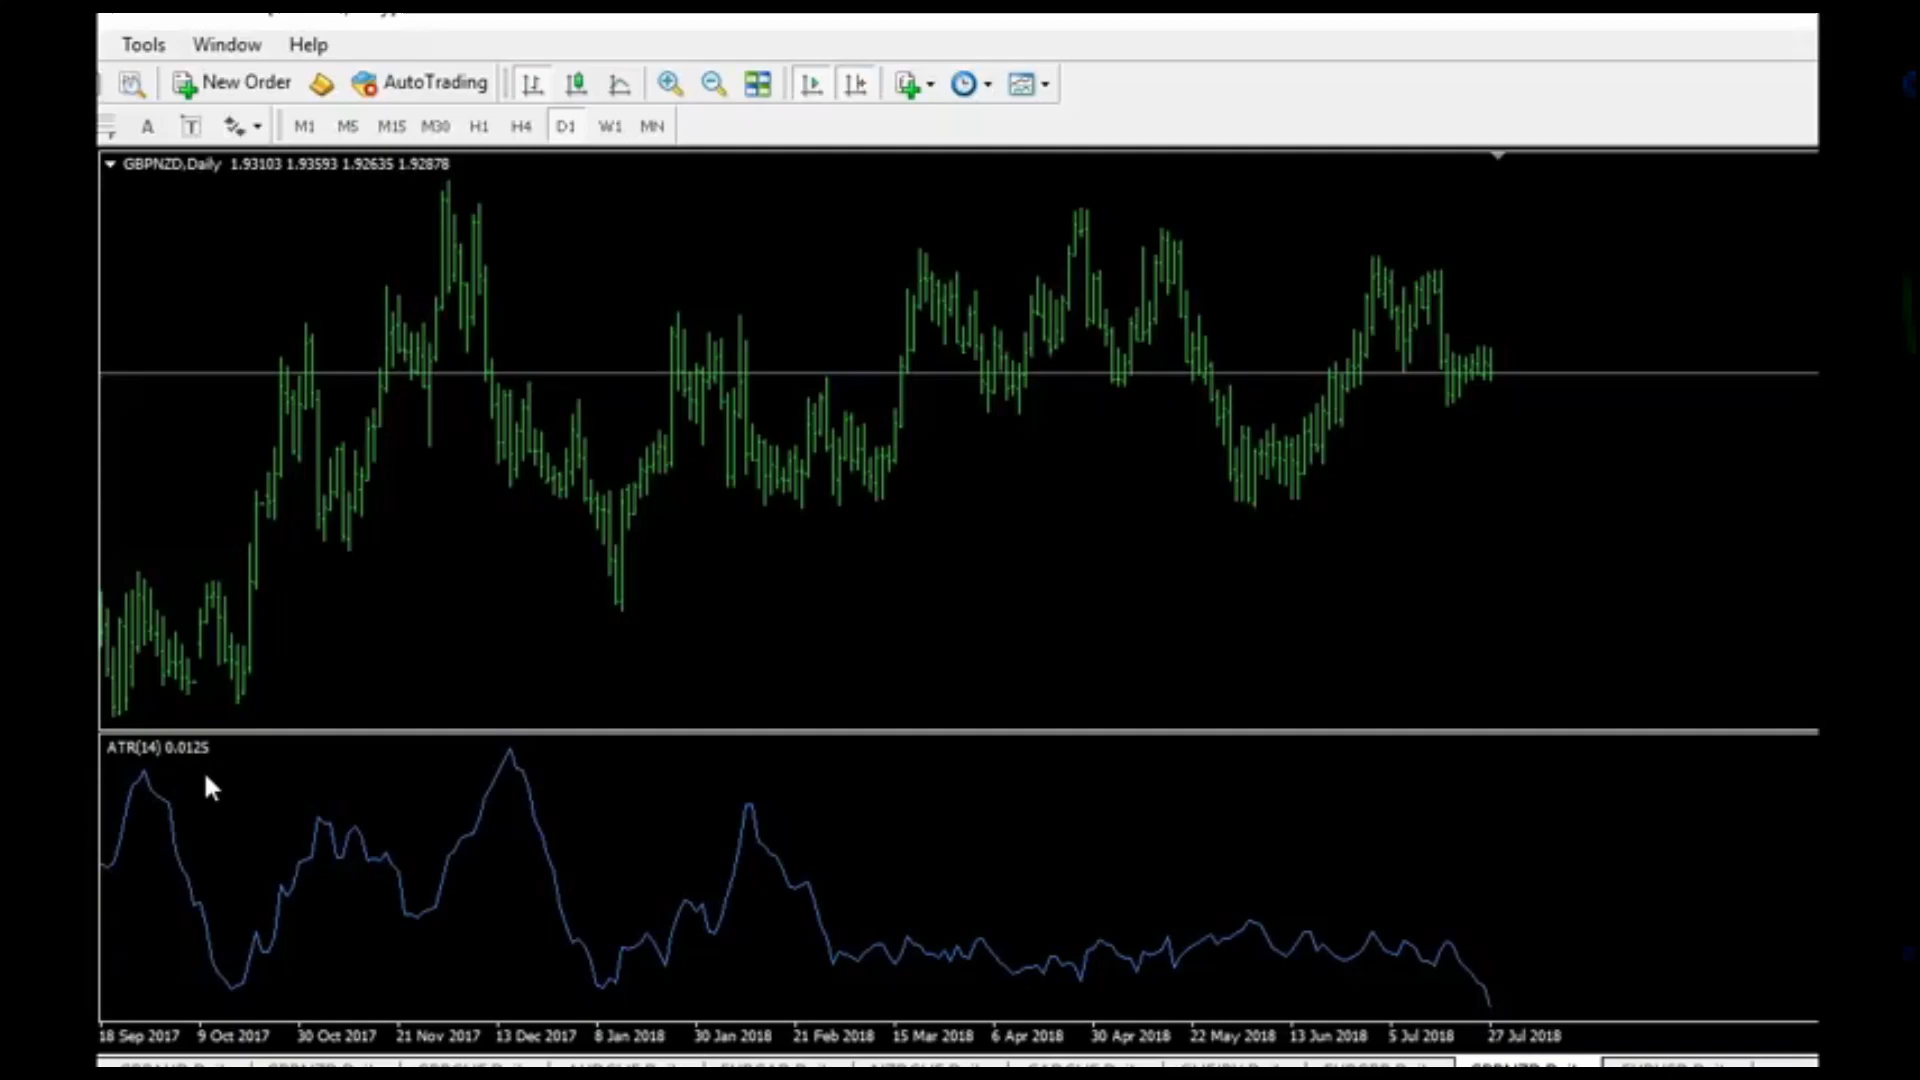 Tools Window Help
New Order AutoTrading
A T M1 M5 M15 M30 H1 H4 D1 W1 MN
GBPNZD,Daily 1.93103 1.93593 1.92635 1.92878
ATR(14) 0.0125
18 Sep 2017 9 Oct 2017 30 Oct 2017 21 Nov 2017 13 Dec 2017 8 Jan 2018 30 Jan 2018 21 Feb 2018 15 Mar 2018 6 Apr 2018 30 Apr 2018 22 May 2018 13 Jun 2018 5 Jul 2018 27 Jul 2018